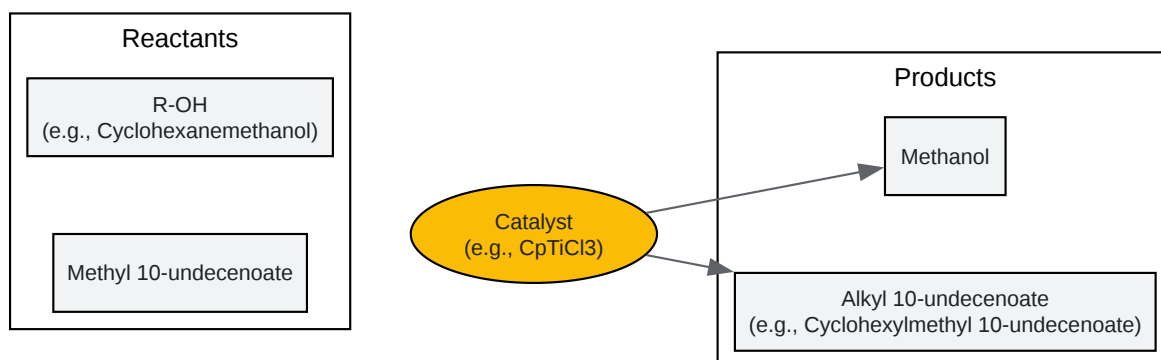 Reactants
R-OH
(e.g., Cyclohexanemethanol)
Methyl 10-undecenoate
Catalyst
(e.g., CpTiCl3)
Products
Methanol
Alkyl 10-undecenoate
(e.g., Cyclohexylmethyl 10-undecenoate)